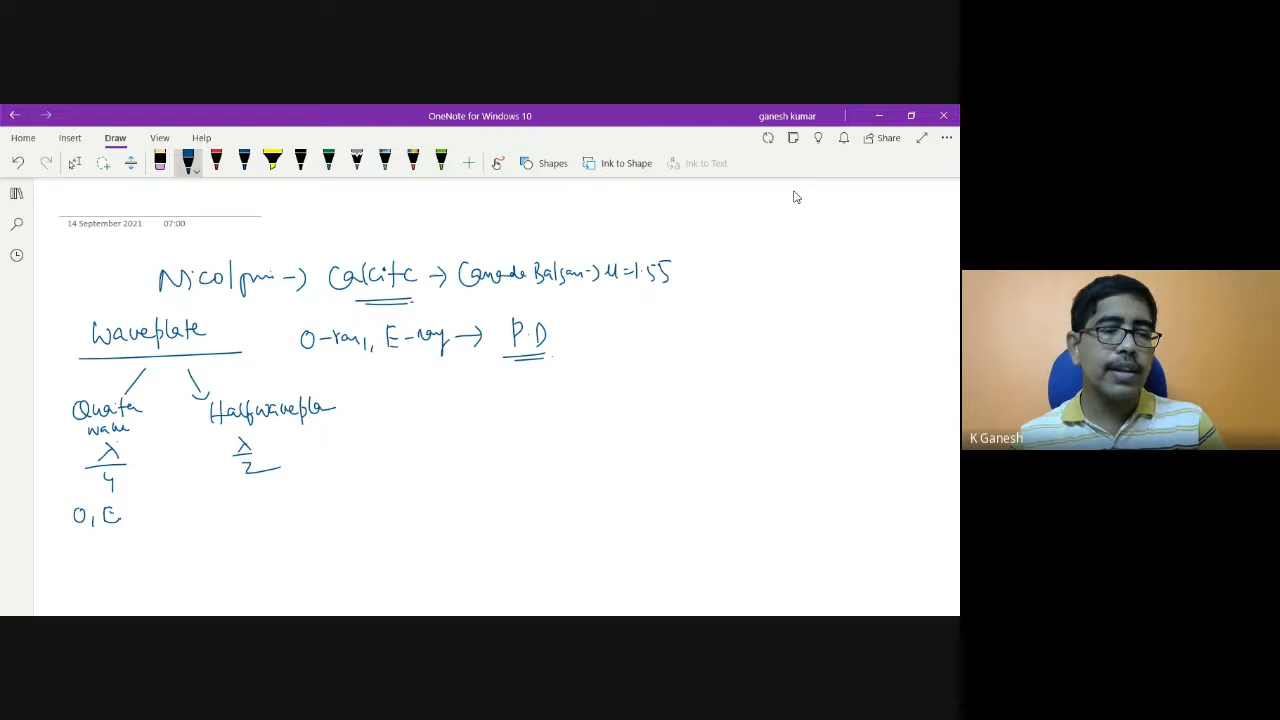 OneNote for Windows 10
ganesh kumar
Home Insert Draw View Help
Share
Shapes Ink to Shape Ink to Text
14 September 2021 07:00
Nicol → Calcite → Canada Balsam → μ = 1.55
Waveplate O-ray, E-ray → P.D
Quarter Halfwavepla
wave
λ/4 λ/2
O, E
K Ganesh